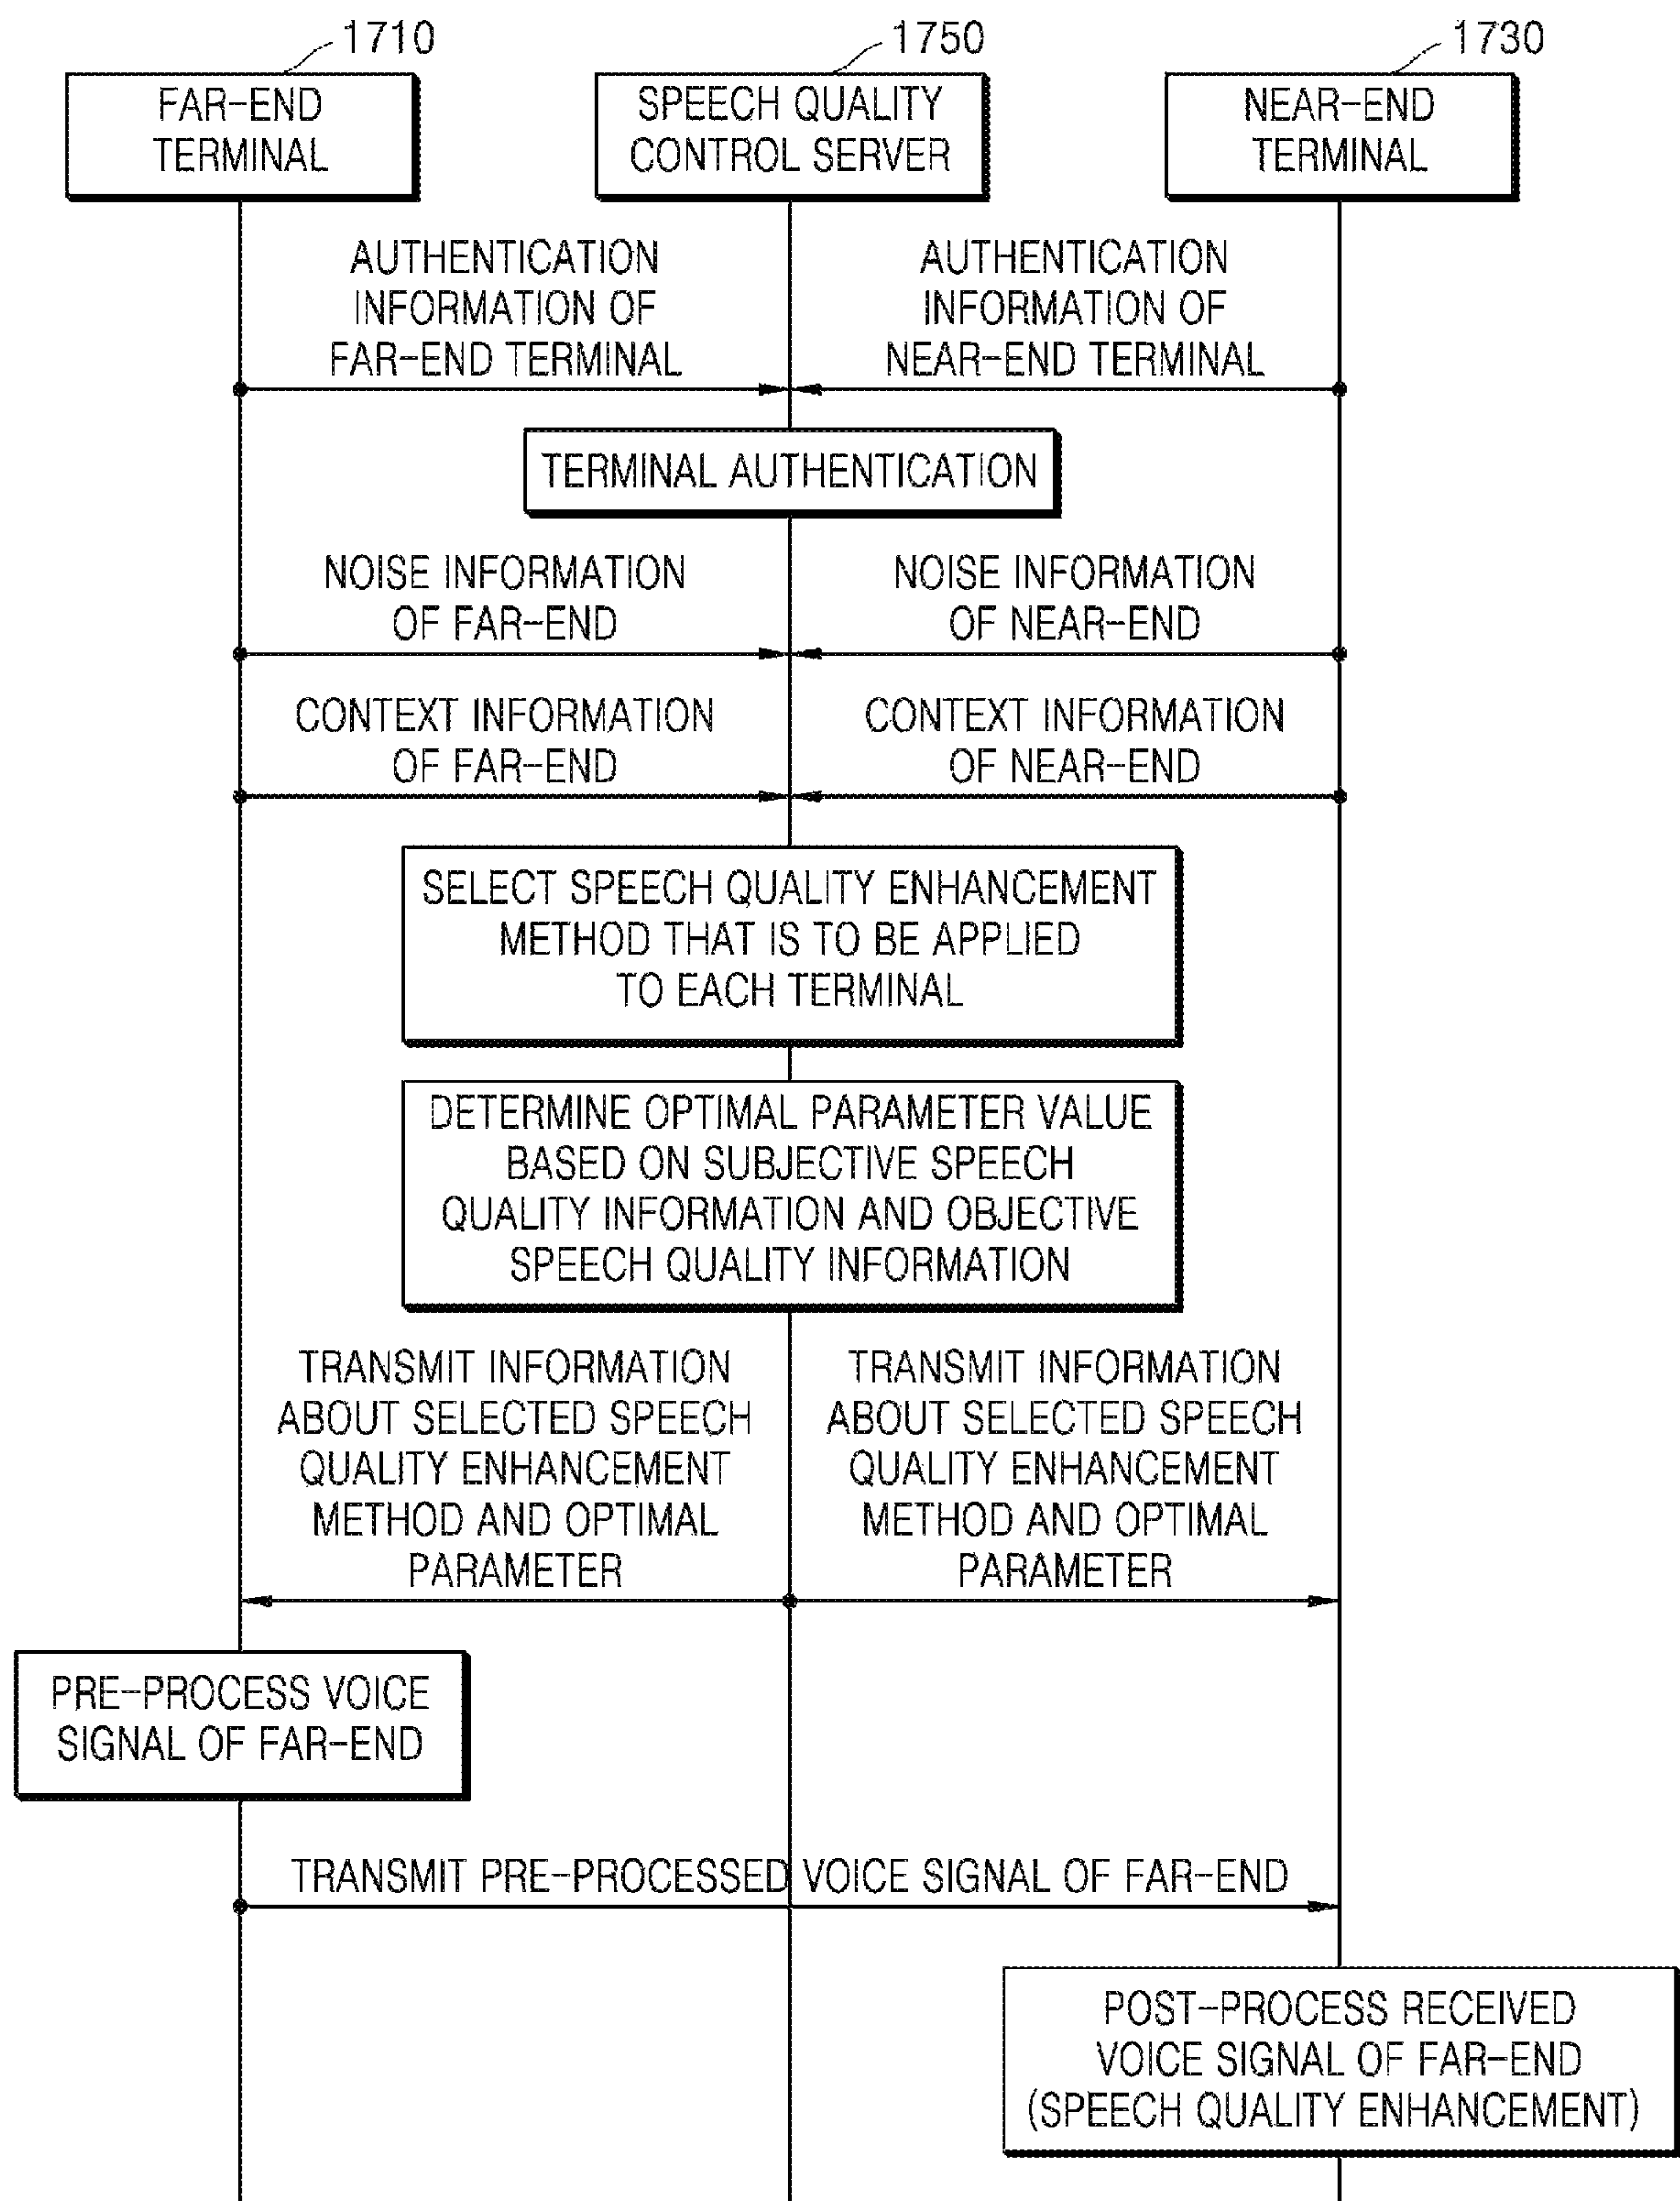 1710
1750
1730
FAR-END
TERMINAL
SPEECH QUALITY
CONTROL SERVER
NEAR-END
TERMINAL
AUTHENTICATION
INFORMATION OF
FAR-END TERMINAL
AUTHENTICATION
INFORMATION OF
NEAR-END TERMINAL
TERMINAL AUTHENTICATION
NOISE INFORMATION
OF FAR-END
NOISE INFORMATION
OF NEAR-END
CONTEXT INFORMATION
OF FAR-END
CONTEXT INFORMATION
OF NEAR-END
SELECT SPEECH QUALITY ENHANCEMENT
METHOD THAT IS TO BE APPLIED
TO EACH TERMINAL
DETERMINE OPTIMAL PARAMETER VALUE
BASED ON SUBJECTIVE SPEECH
QUALITY INFORMATION AND OBJECTIVE
SPEECH QUALITY INFORMATION
TRANSMIT INFORMATION
ABOUT SELECTED SPEECH
QUALITY ENHANCEMENT
METHOD AND OPTIMAL
PARAMETER
TRANSMIT INFORMATION
ABOUT SELECTED SPEECH
QUALITY ENHANCEMENT
METHOD AND OPTIMAL
PARAMETER
PRE-PROCESS VOICE
SIGNAL OF FAR-END
TRANSMIT PRE-PROCESSED VOICE SIGNAL OF FAR-END
POST-PROCESS RECEIVED
VOICE SIGNAL OF FAR-END
(SPEECH QUALITY ENHANCEMENT)